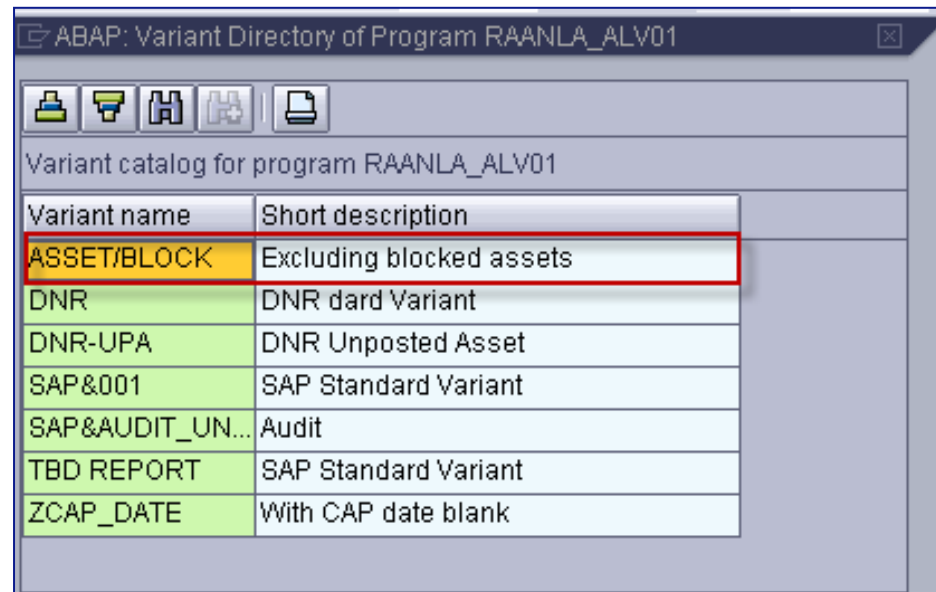 ABAP: Variant Directory of Program RAANLA_ALV01
Variant catalog for program RAANLA_ALV01
Variant name Short description
ASSET/BLOCK Excluding blocked assets
DNR DNR dard Variant
DNR-UPA DNR Unposted Asset
SAP&001 SAP Standard Variant
SAP&AUDIT_UN... Audit
TBD REPORT SAP Standard Variant
ZCAP_DATE With CAP date blank